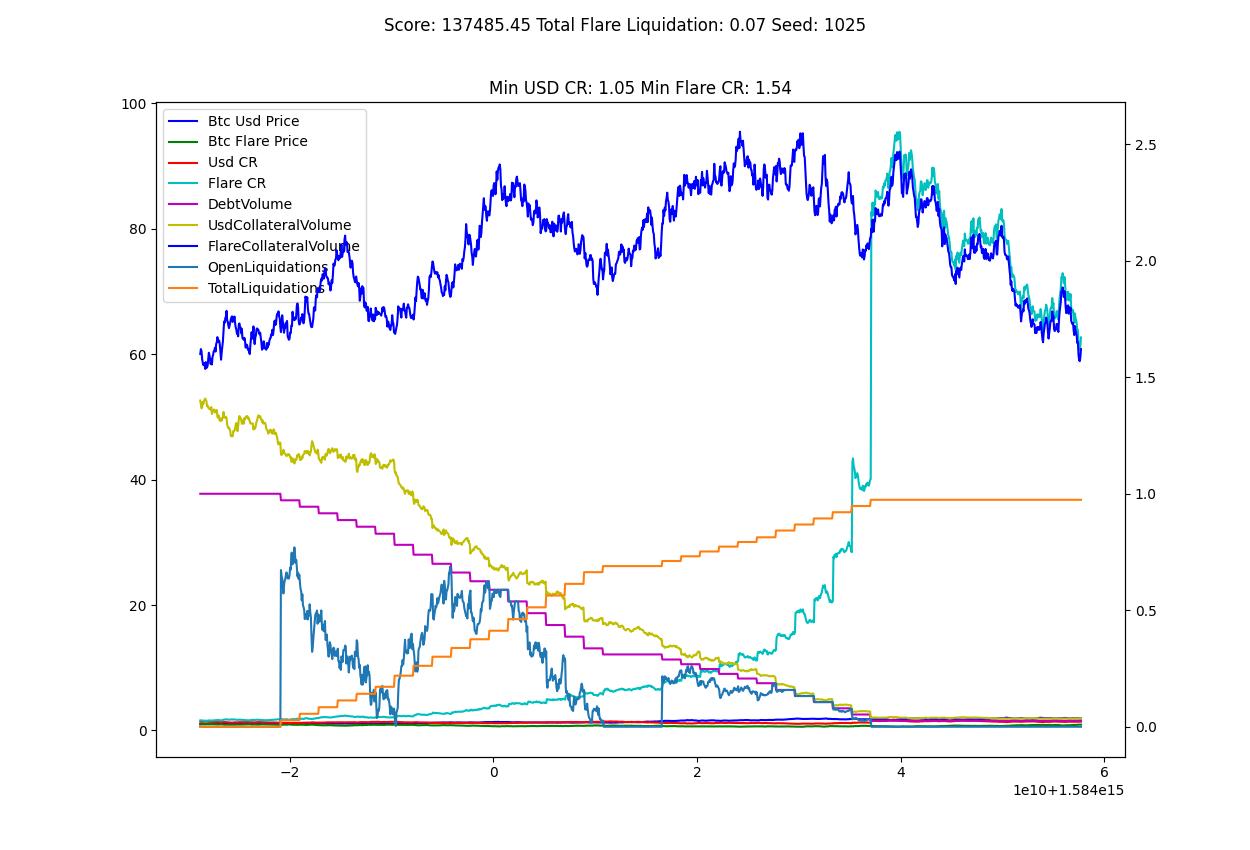 Score: 137485.45 Total Flare Liquidation: 0.07 Seed: 1025
Min USD CR: 1.05 Min Flare CR: 1.54
Btc Usd Price
Btc Flare Price
Usd CR
Flare CR
DebtVolume
UsdCollateralVolume
FlareCollateralVolume
OpenLiquidations
TotalLiquidations
100
80
60
40
20
0
2.5
2.0
1.5
1.0
0.5
0.0
−2
0
2
4
6
1e10+1.584e15